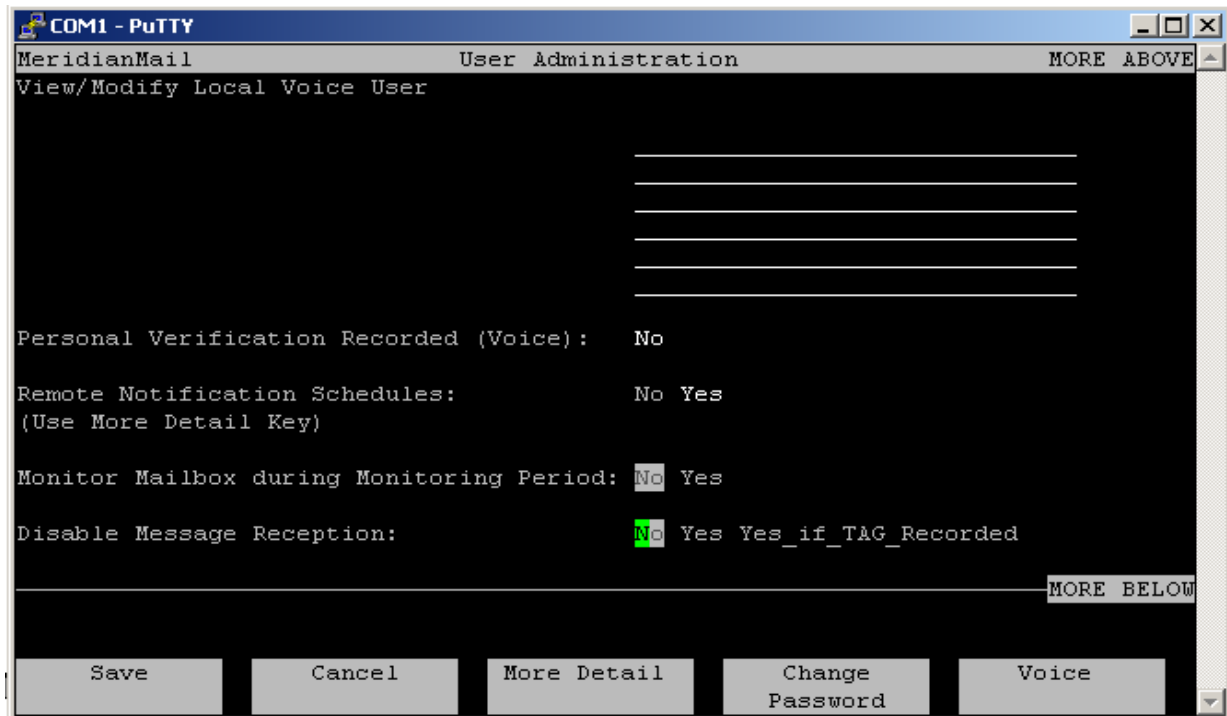 COM1 - PuTTY
MeridianMail User Administration MORE ABOVE
View/Modify Local Voice User
Personal Verification Recorded (Voice): No
Remote Notification Schedules: No Yes
(Use More Detail Key)
Monitor Mailbox during Monitoring Period: No Yes
Disable Message Reception: No Yes Yes_if_TAG_Recorded
MORE BELOW
Save Cancel More Detail Change Password Voice